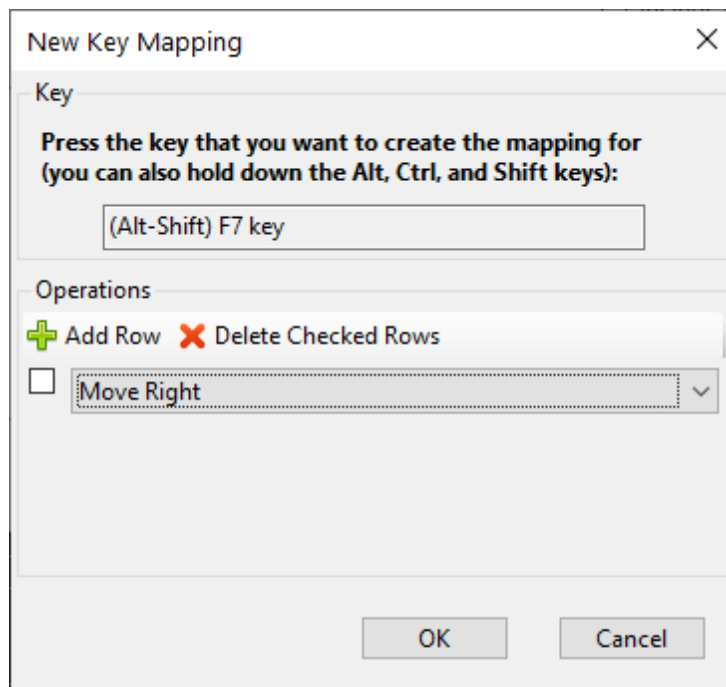 New Key Mapping
Key
Press the key that you want to create the mapping for
(you can also hold down the Alt, Ctrl, and Shift keys):
(Alt-Shift) F7 key
Operations
Add Row Delete Checked Rows
Move Right
OK Cancel